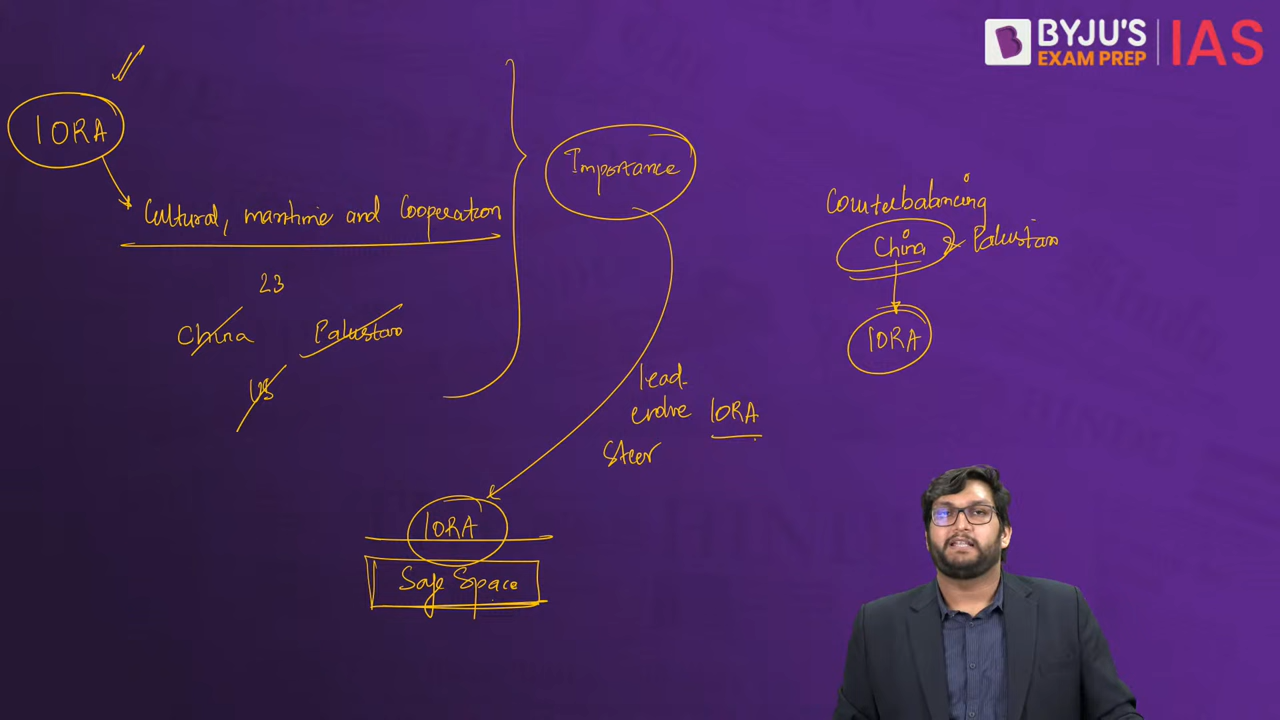 BYJU'S
EXAM PREP
IAS
IORA
Cultural, maritime and Cooperation
23
China Pakistan
US
Importance
lead
evolve IORA
Steer
IORA
Safe Space
Counterbalancing
China & Pakistan
IORA